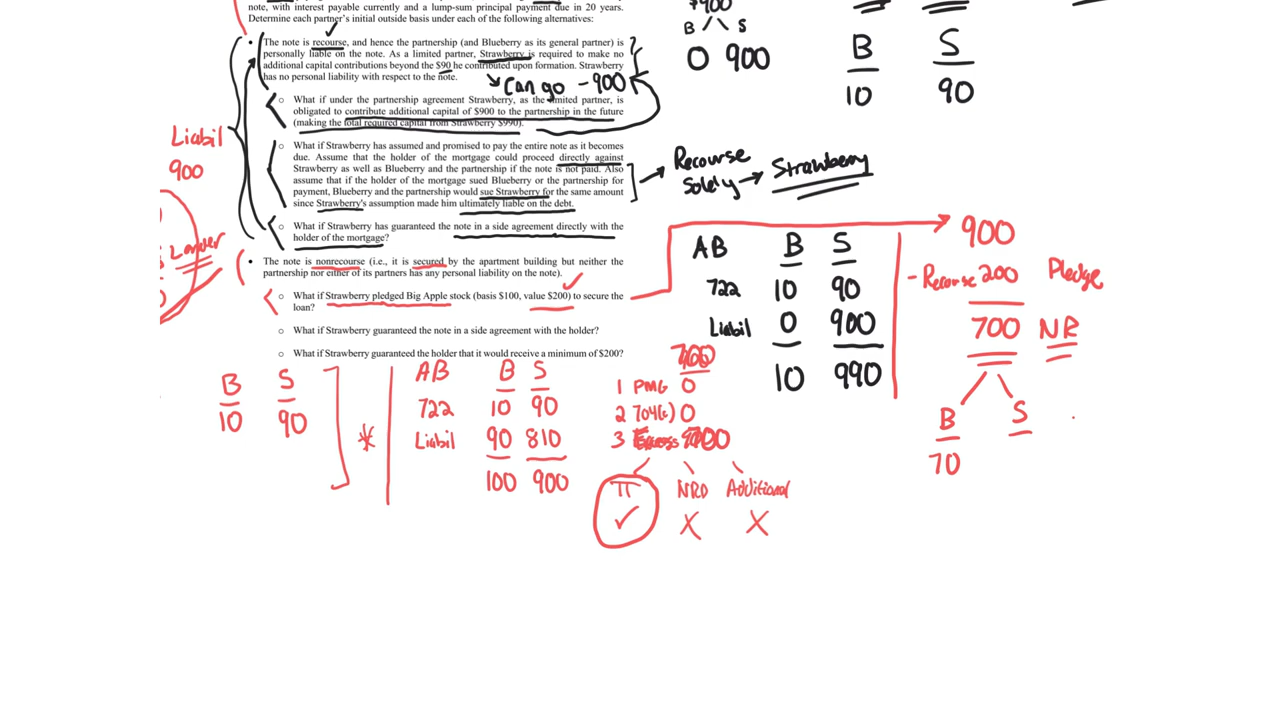 note, with interest payable currently and a lump-sum principal payment due in 20 years.
Determine each partner's initial outside basis under each of the following alternatives:
• The note is recourse, and hence the partnership (and Blueberry as its general partner) is
personally liable on the note. As a limited partner, Strawberry is required to make no
additional capital contributions beyond the $90 he contributed upon formation. Strawberry
has no personal liability with respect to the note.
Can go -900
○ What if under the partnership agreement Strawberry, as the limited partner, is
obligated to contribute additional capital of $900 to the partnership in the future
(making the total required capital from Strawberry $990).
○ What if Strawberry has assumed and promised to pay the entire note as it becomes
due. Assume that the holder of the mortgage could proceed directly against
Strawberry as well as Blueberry and the partnership if the note is not paid. Also
assume that if the holder of the mortgage sued Blueberry or the partnership for
payment, Blueberry and the partnership would sue Strawberry for the same amount
since Strawberry's assumption made him ultimately liable on the debt.
○ What if Strawberry has guaranteed the note in a side agreement directly with the
holder of the mortgage?
• The note is nonrecourse (i.e., it is secured by the apartment building but neither the
partnership nor either of its partners has any personal liability on the note).
○ What if Strawberry pledged Big Apple stock (basis $100, value $200) to secure the
loan?
○ What if Strawberry guaranteed the note in a side agreement with the holder?
○ What if Strawberry guaranteed the holder that it would receive a minimum of $200?
Liabil
900
Lander
$900
B S
0 900
B S
10 90
Recourse
Solely → Strawberry
AB B S
722 10 90
Liabil 0 900
10 990
900
- Recourse 200 Pledge
700 NR
B S
70
B S
10 90
*
AB B S
722 10 90
Liabil 90 810
100 900
1 PMG 0
2 704(c) 0
3 Excess
π NRD Additional
✓ X X